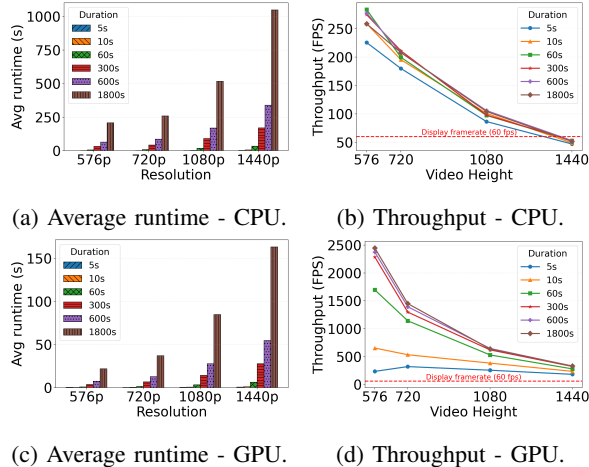 Avg runtime (s)
1000
750
500
250
0
Duration
5s
10s
60s
300s
600s
1800s
576p 720p 1080p 1440p
Resolution
(a) Average runtime - CPU.
Throughput (FPS)
250
200
150
100
50
Duration
5s
10s
60s
300s
600s
1800s
Display framerate (60 fps)
576 720 1080 1440
Video Height
(b) Throughput - CPU.
Avg runtime (s)
150
100
50
0
Duration
5s
10s
60s
300s
600s
1800s
576p 720p 1080p 1440p
Resolution
(c) Average runtime - GPU.
Throughput (FPS)
2500
2000
1500
1000
500
0
Duration
5s
10s
60s
300s
600s
1800s
Display framerate (60 fps)
576 720 1080 1440
Video Height
(d) Throughput - GPU.